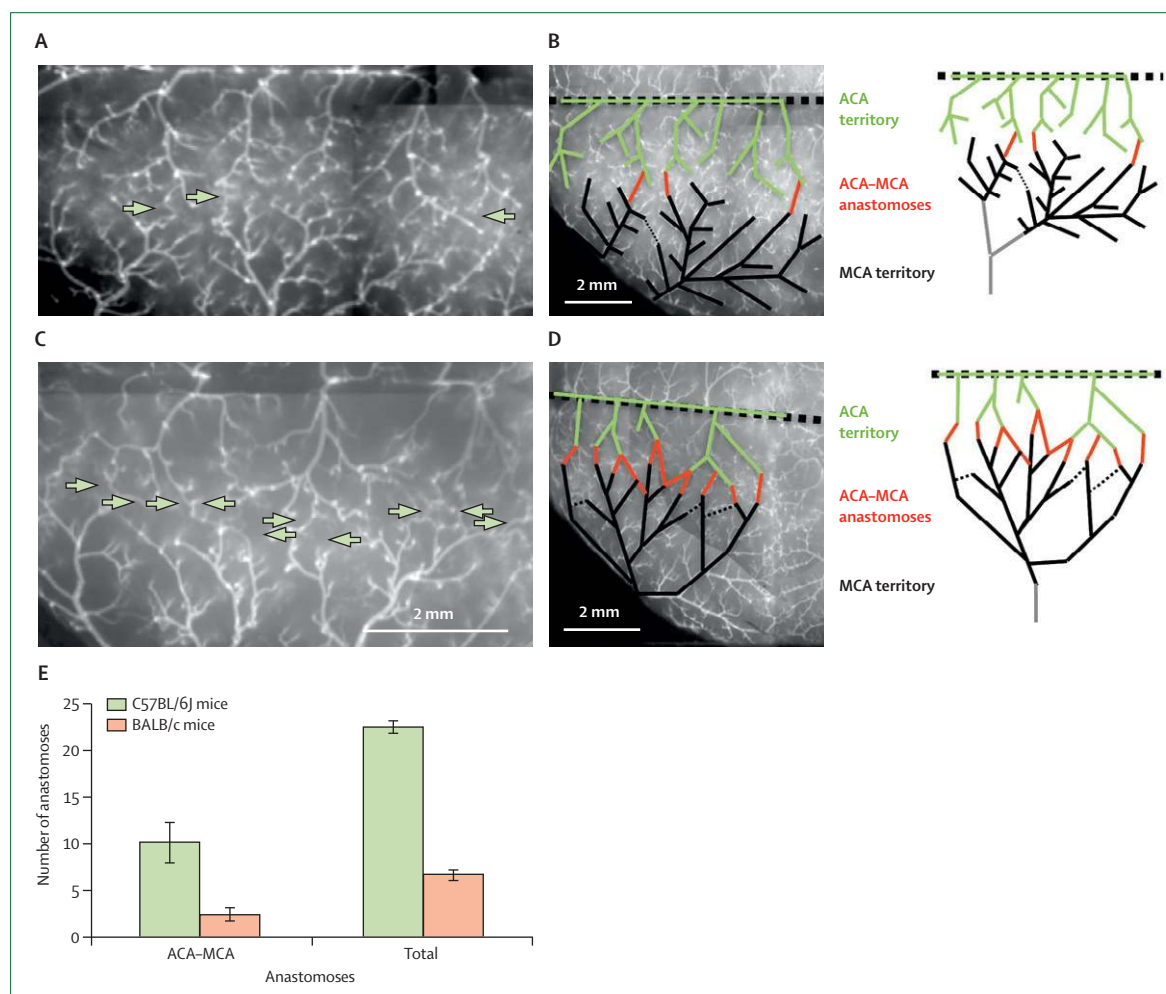 A
B
ACA
territory
ACA–MCA
anastomoses
MCA territory
2 mm
C
D
ACA
territory
ACA–MCA
anastomoses
MCA territory
2 mm
2 mm
E
C57BL/6J mice
BALB/c mice
Number of anastomoses
25
20
15
10
5
0
ACA–MCA
Total
Anastomoses